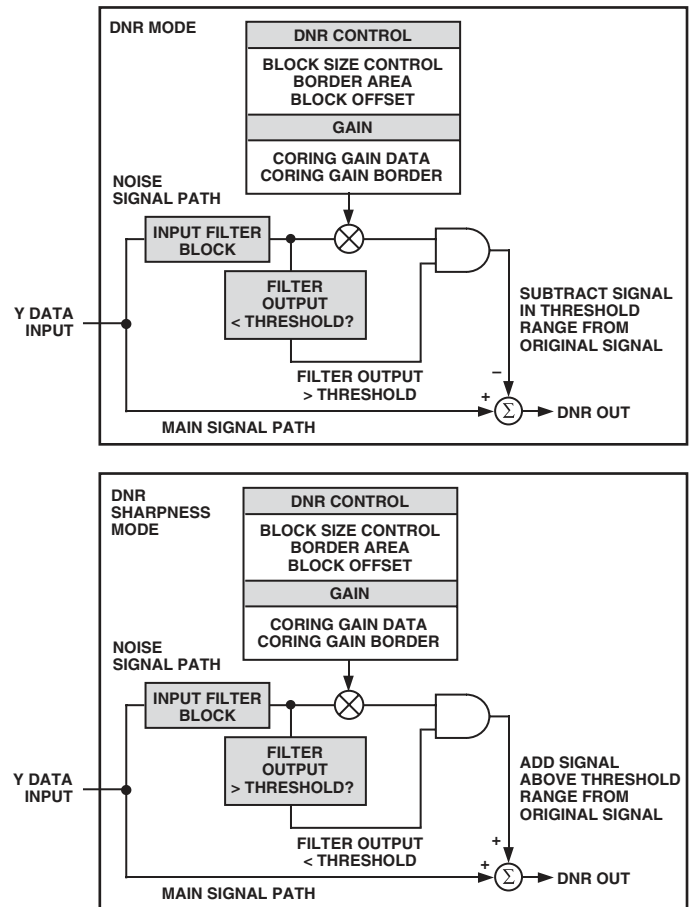 DNR MODE
DNR CONTROL
BLOCK SIZE CONTROL
BORDER AREA
BLOCK OFFSET
GAIN
CORING GAIN DATA
CORING GAIN BORDER
NOISE
SIGNAL PATH
INPUT FILTER
BLOCK
FILTER
OUTPUT
< THRESHOLD?
Y DATA
INPUT
SUBTRACT SIGNAL
IN THRESHOLD
RANGE FROM
ORIGINAL SIGNAL
FILTER OUTPUT
> THRESHOLD
–
+
Σ
DNR OUT
MAIN SIGNAL PATH
DNR
SHARPNESS
MODE
DNR CONTROL
BLOCK SIZE CONTROL
BORDER AREA
BLOCK OFFSET
GAIN
CORING GAIN DATA
CORING GAIN BORDER
NOISE
SIGNAL PATH
INPUT FILTER
BLOCK
FILTER
OUTPUT
> THRESHOLD?
Y DATA
INPUT
ADD SIGNAL
ABOVE THRESHOLD
RANGE FROM
ORIGINAL SIGNAL
FILTER OUTPUT
< THRESHOLD
+
+
Σ
DNR OUT
MAIN SIGNAL PATH